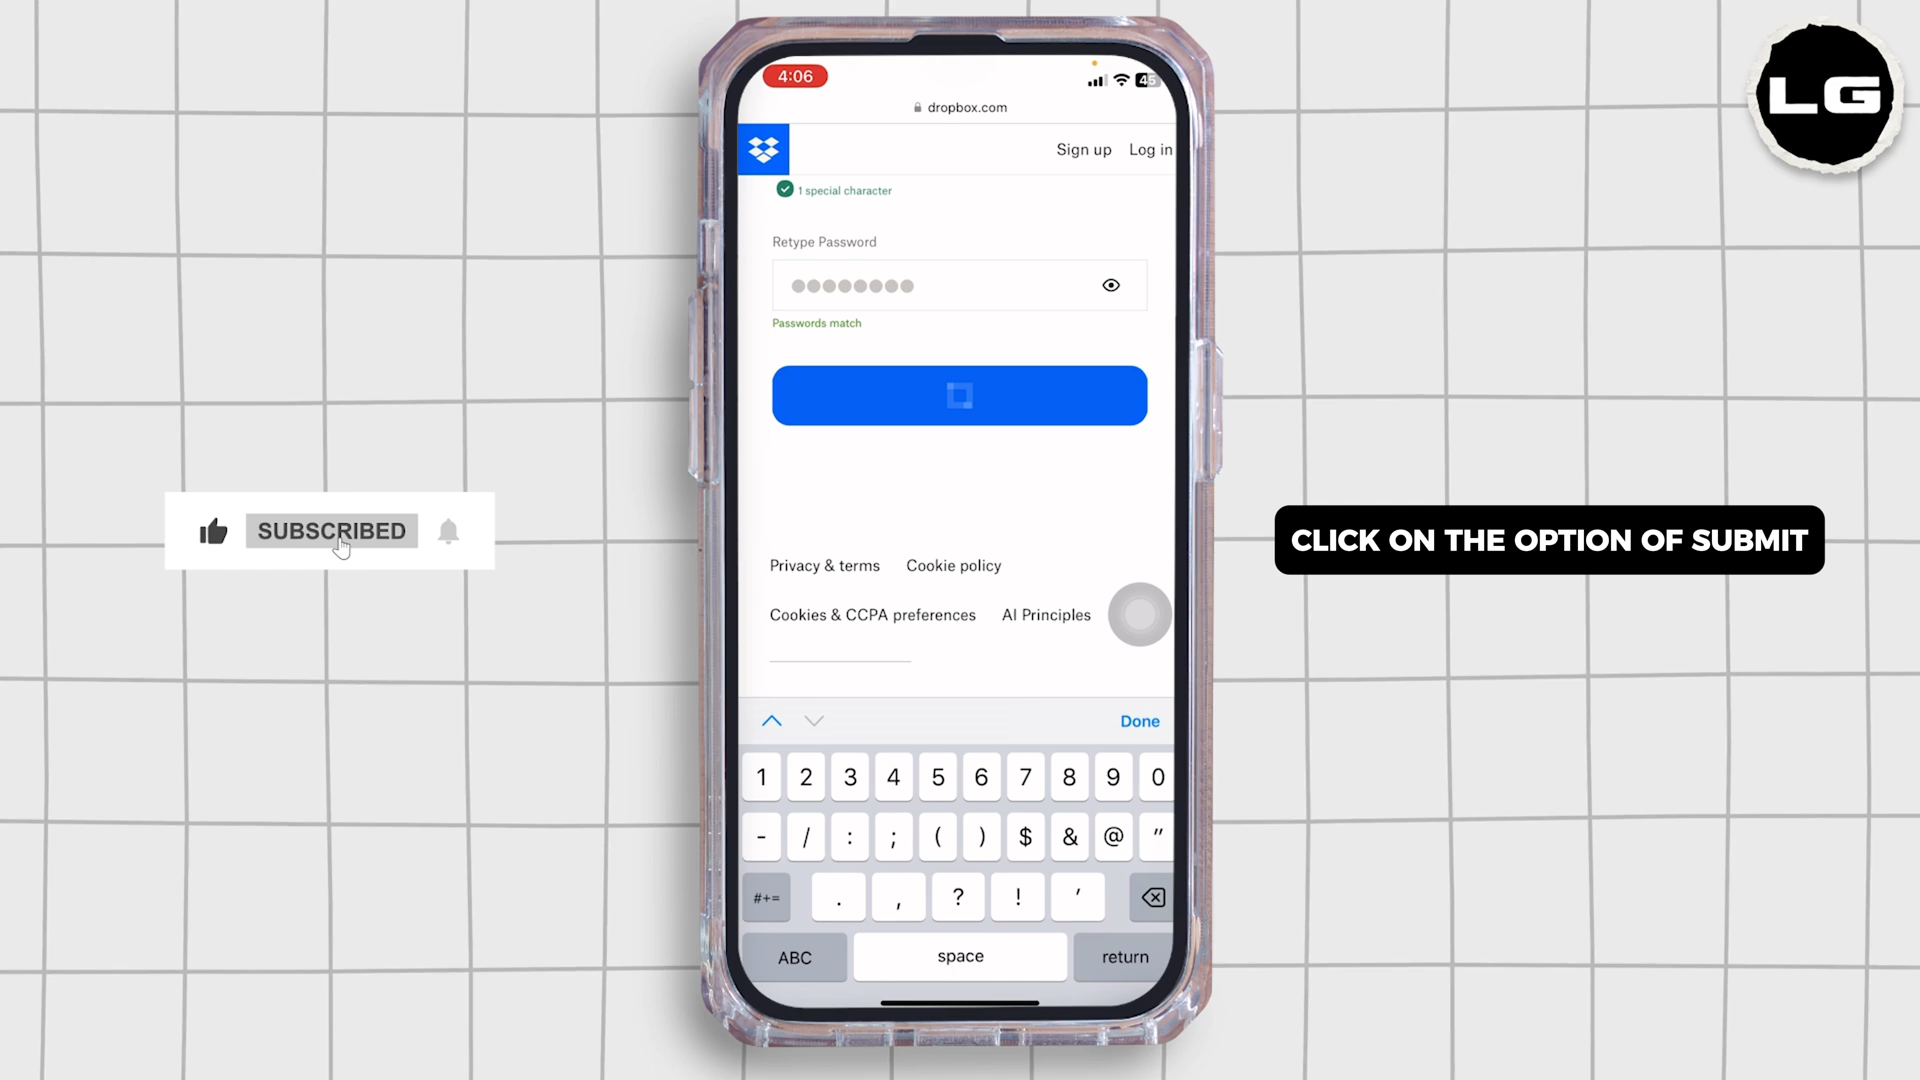 4:06
45
dropbox.com
Sign up Log in
1 special character
Retype Password
Passwords match
Privacy & terms Cookie policy
Cookies & CCPA preferences AI Principles
Done
1 2 3 4 5 6 7 8 9 0
- / : ; ( ) $ & @ "
#+= . , ? ! '
ABC space return
SUBSCRIBED
CLICK ON THE OPTION OF SUBMIT
LG